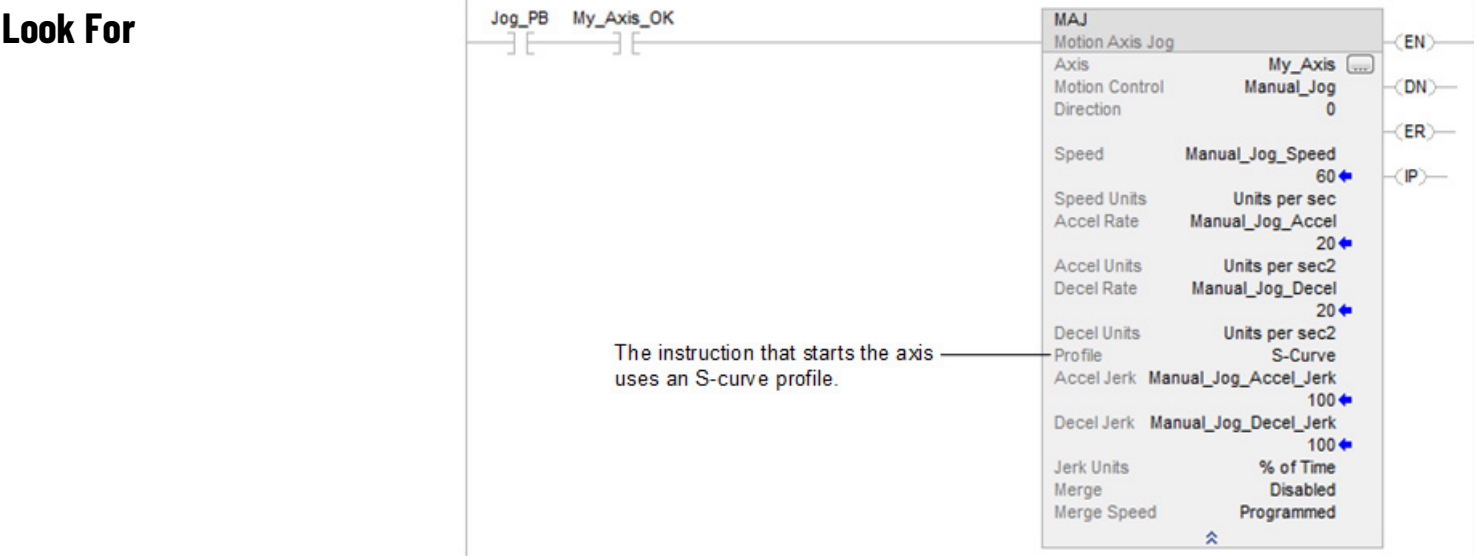 Look For
Jog_PB My_Axis_OK
MAJ
Motion Axis Jog
Axis My_Axis ...
Motion Control Manual_Jog
Direction 0
Speed Manual_Jog_Speed
60
Speed Units Units per sec
Accel Rate Manual_Jog_Accel
20
Accel Units Units per sec2
Decel Rate Manual_Jog_Decel
20
Decel Units Units per sec2
Profile S-Curve
Accel Jerk Manual_Jog_Accel_Jerk
100
Decel Jerk Manual_Jog_Decel_Jerk
100
Jerk Units % of Time
Merge Disabled
Merge Speed Programmed
EN
DN
ER
IP
The instruction that starts the axis
uses an S-curve profile.